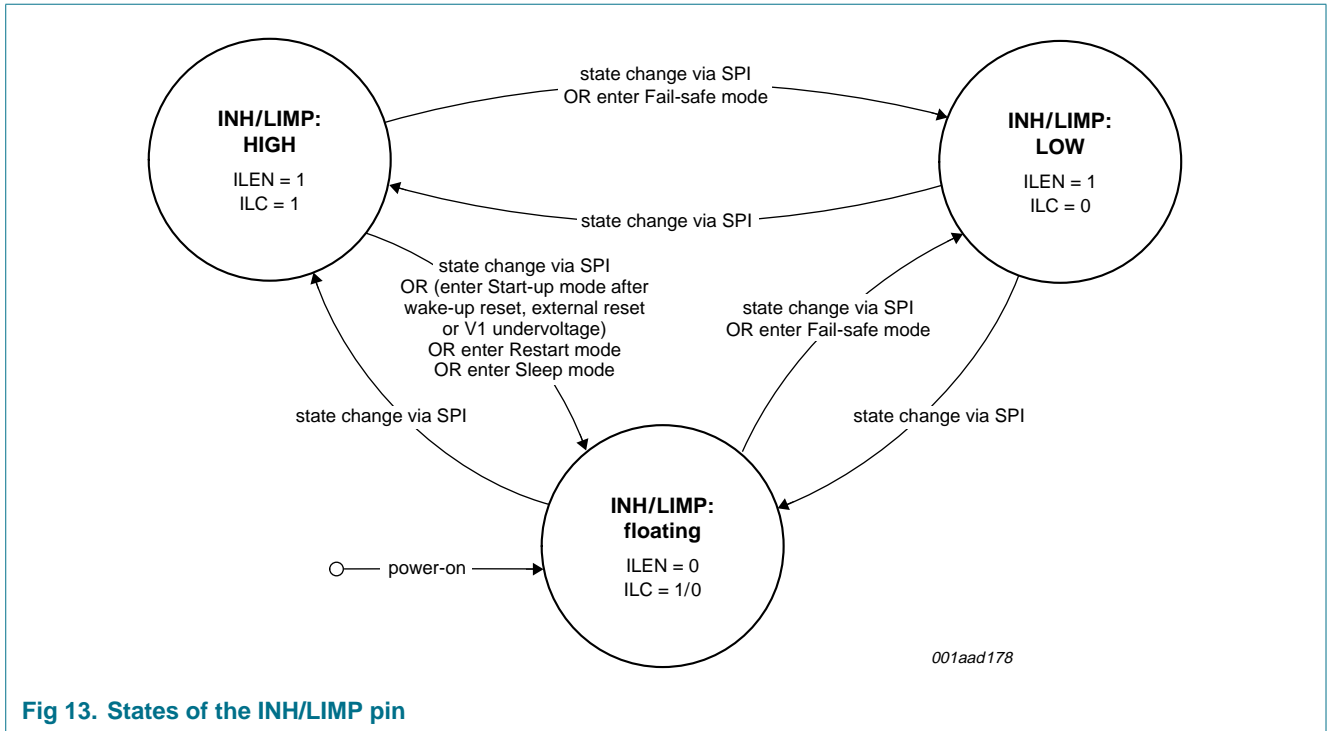 state change via SPI
OR enter Fail-safe mode
INH/LIMP:
HIGH
ILEN = 1
ILC = 1
INH/LIMP:
LOW
ILEN = 1
ILC = 0
state change via SPI
state change via SPI
OR (enter Start-up mode after
wake-up reset, external reset
or V1 undervoltage)
OR enter Restart mode
OR enter Sleep mode
state change via SPI
OR enter Fail-safe mode
state change via SPI
state change via SPI
INH/LIMP:
floating
ILEN = 0
ILC = 1/0
power-on
001aad178
Fig 13. States of the INH/LIMP pin